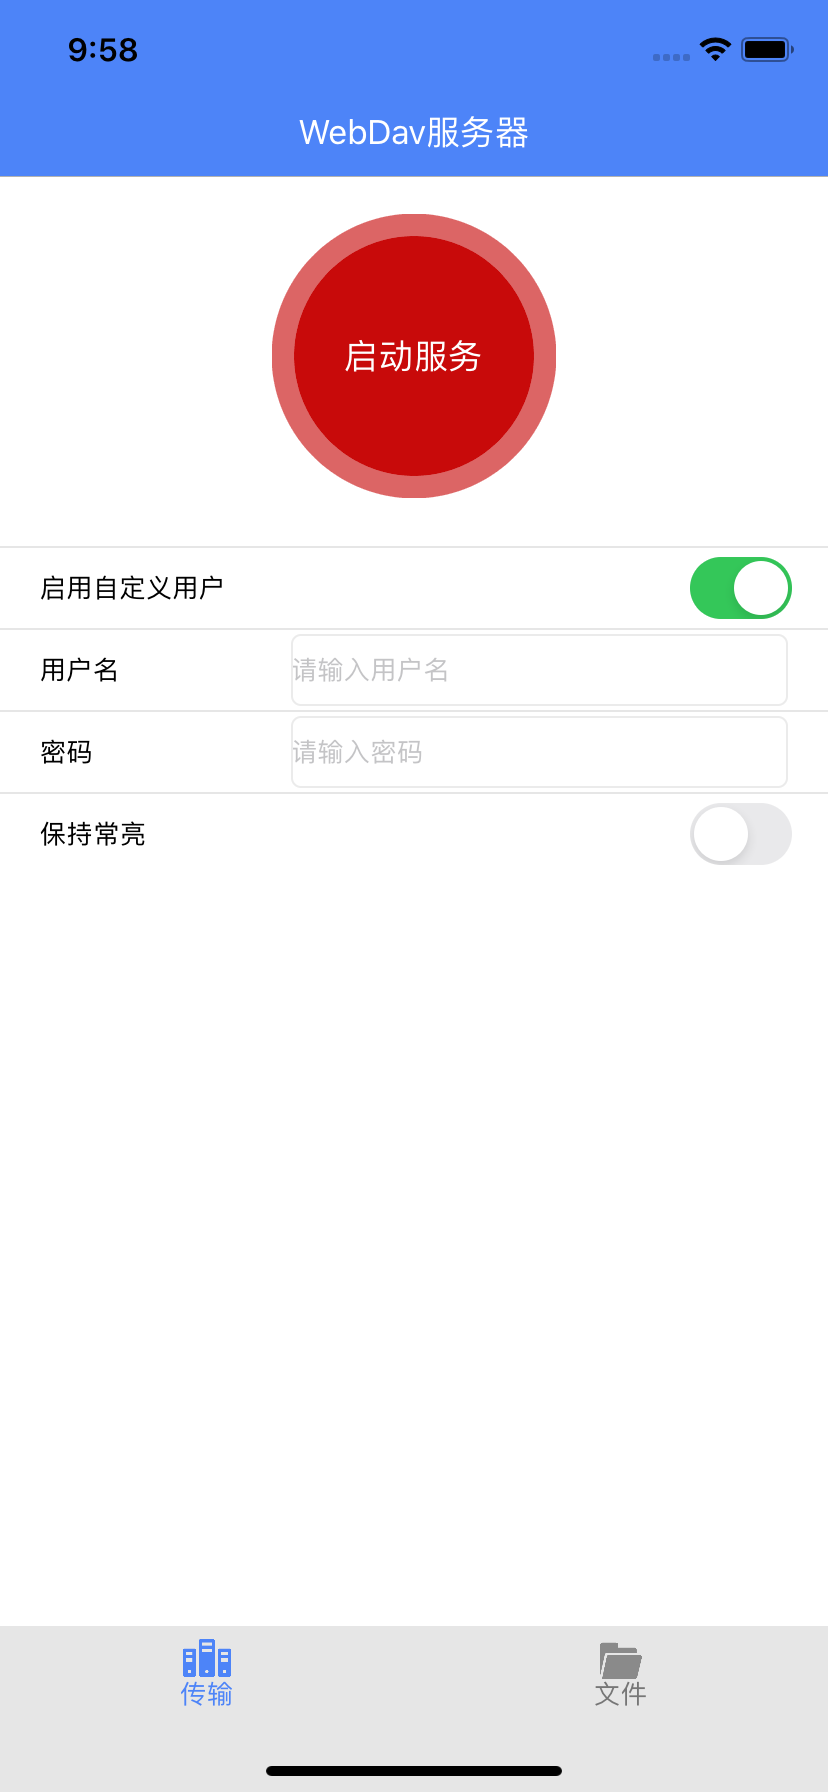 9:58
WebDav服务器
启动服务
启用自定义用户
用户名 请输入用户名
密码 请输入密码
保持常亮
传输 文件